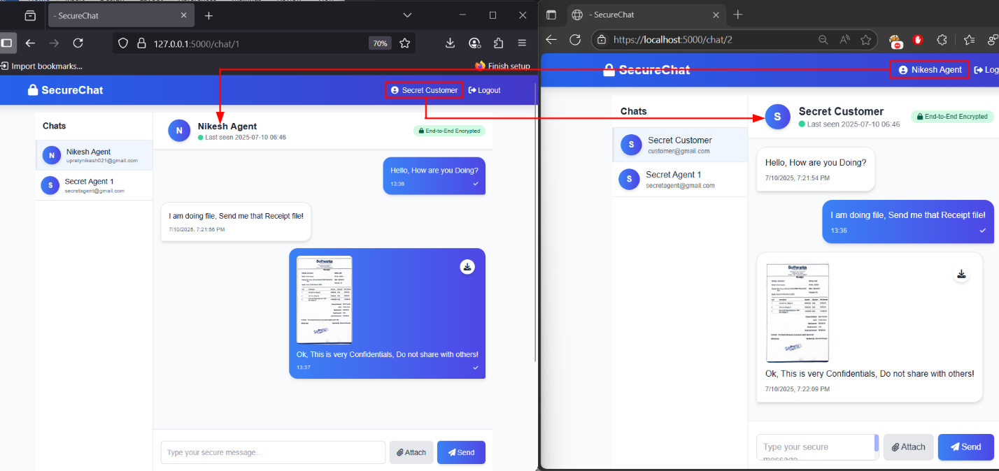 - SecureChat
127.0.0.1:5000/chat/1
70%
Import bookmarks...
Finish setup
SecureChat
Secret Customer
Logout
Chats
N
Nikesh Agent
upretynikesh021@gmail.com
S
Secret Agent 1
secretagent@gmail.com
N
Nikesh Agent
Last seen 2025-07-10 06:46
End-to-End Encrypted
Hello, How are you Doing?
13:36
I am doing file, Send me that Receipt file!
7/10/2025, 7:21:56 PM
Softwarks
Ok, This is very Confidentials, Do not share with others!
13:37
Type your secure message...
Attach
Send
- SecureChat
https://localhost:5000/chat/2
SecureChat
Nikesh Agent
Log
Chats
S
Secret Customer
customer@gmail.com
S
Secret Agent 1
secretagent@gmail.com
S
Secret Customer
Last seen 2025-07-10 06:46
End-to-End Encrypted
Hello, How are you Doing?
7/10/2025, 7:21:54 PM
I am doing file, Send me that Receipt file!
13:36
Softwarks
Receipt
Ok, This is very Confidentials, Do not share with others!
7/10/2025, 7:22:09 PM
Type your secure
message
Attach
Send